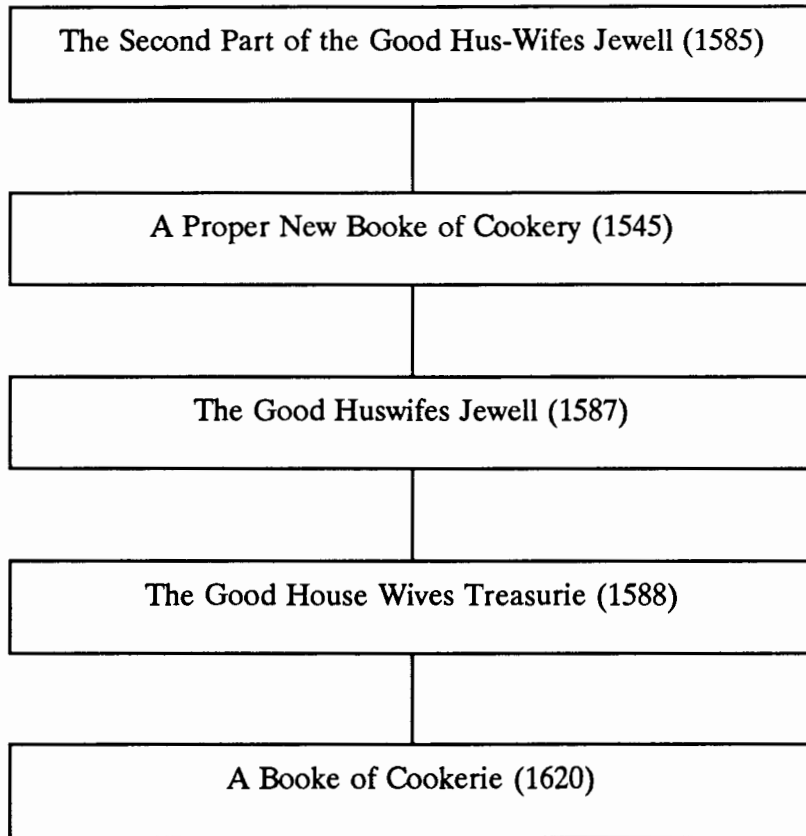 The Second Part of the Good Hus-Wifes Jewell (1585)
A Proper New Booke of Cookery (1545)
The Good Huswifes Jewell (1587)
The Good House Wives Treasurie (1588)
A Booke of Cookerie (1620)